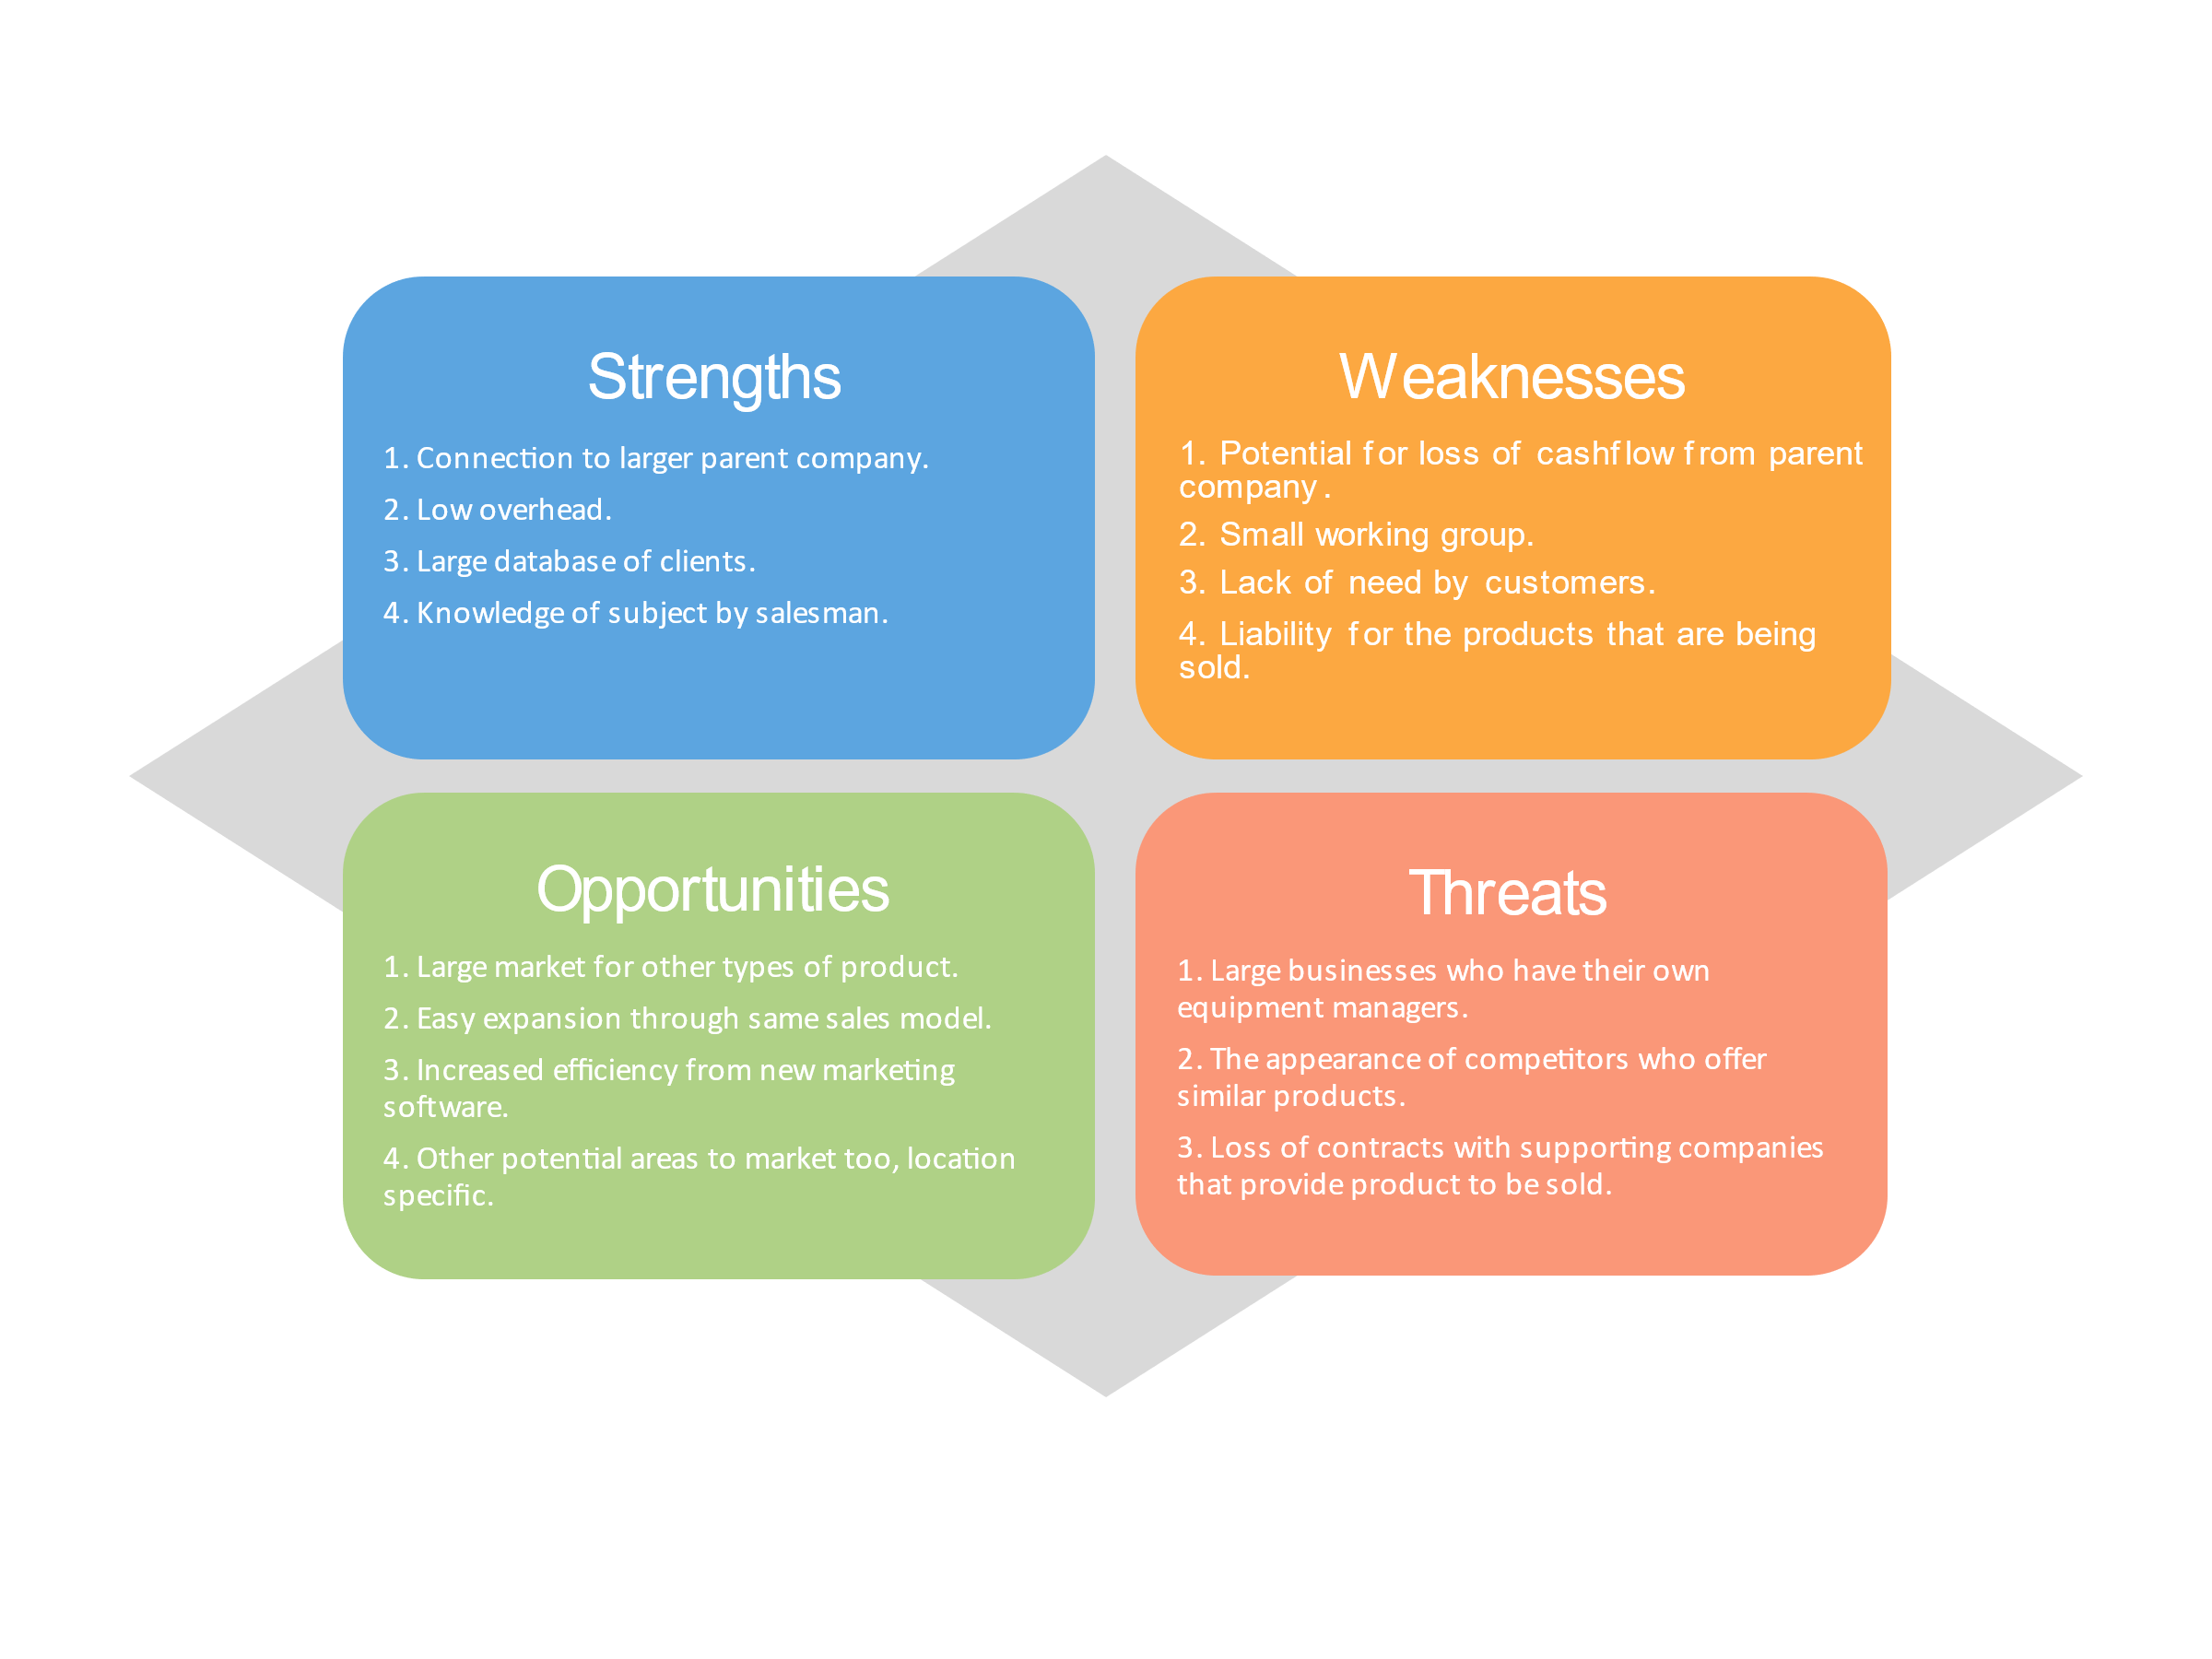 Strengths
1. Connection to larger parent company.
2. Low overhead.
3. Large database of clients.
4. Knowledge of subject by salesman.
Weaknesses
1. Potential for loss of cashflow from parent
company.
2. Small working group.
3. Lack of need by customers.
4. Liability for the products that are being
sold.
Opportunities
1. Large market for other types of product.
2. Easy expansion through same sales model.
3. Increased efficiency from new marketing
software.
4. Other potential areas to market too, location
specific.
Threats
1. Large businesses who have their own
equipment managers.
2. The appearance of competitors who offer
similar products.
3. Loss of contracts with supporting companies
that provide product to be sold.